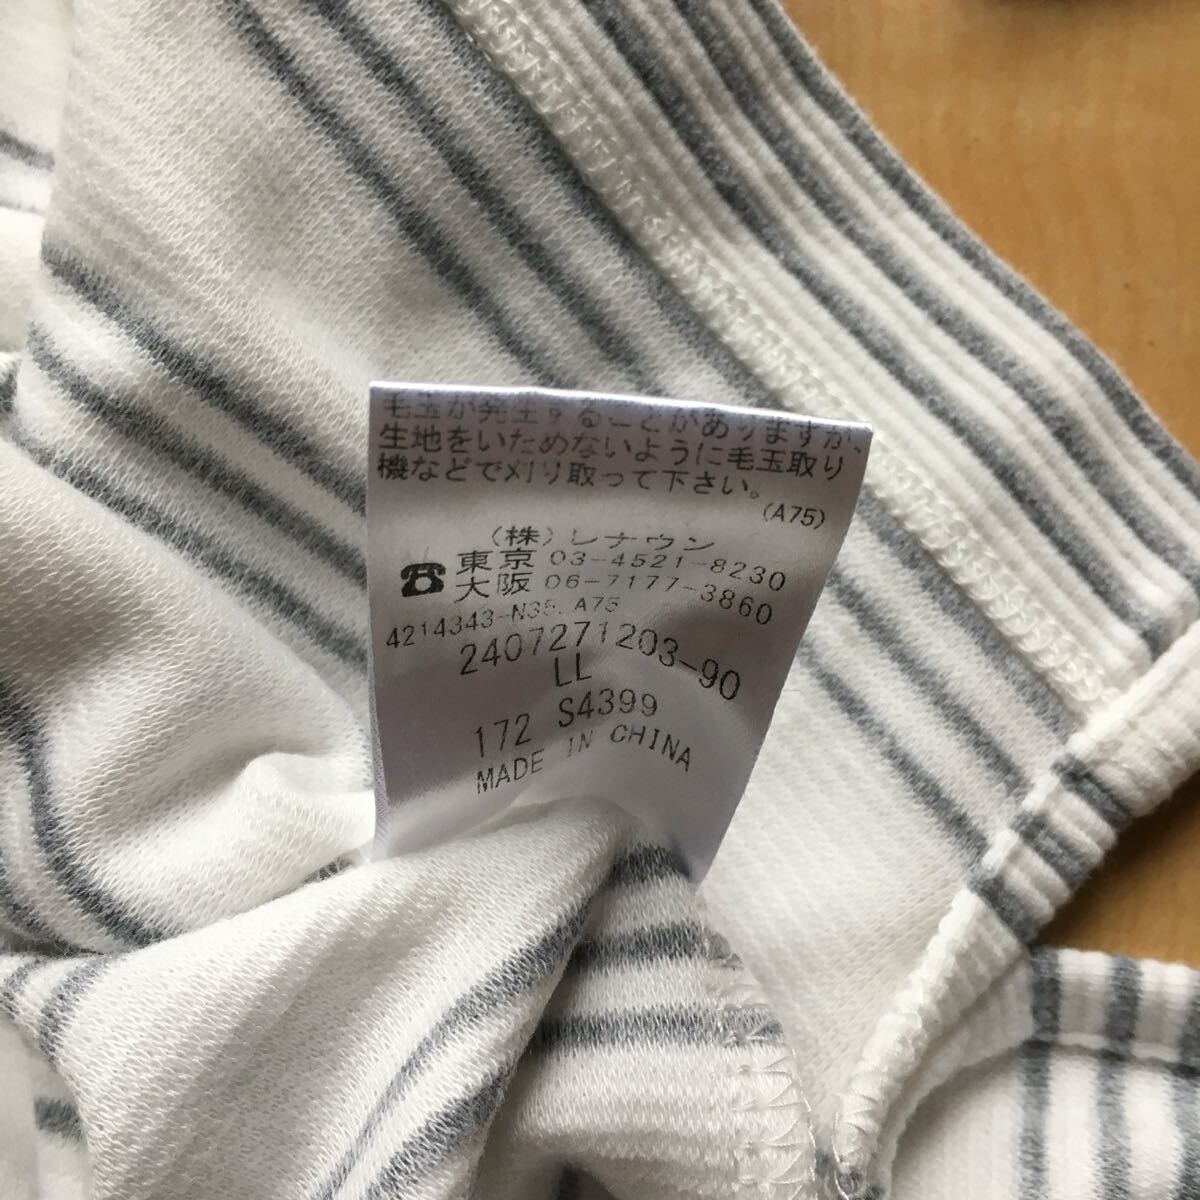 毛玉が発生することがありますが、
生地をいためないように毛玉取り
機などで刈り取って下さい。
(A75)
(株)レナウン
☎東京 03-4521-8230
大阪 06-7177-3860
4214343-N35. A75
2407271203-90
LL
172 S4399
MADE IN CHINA